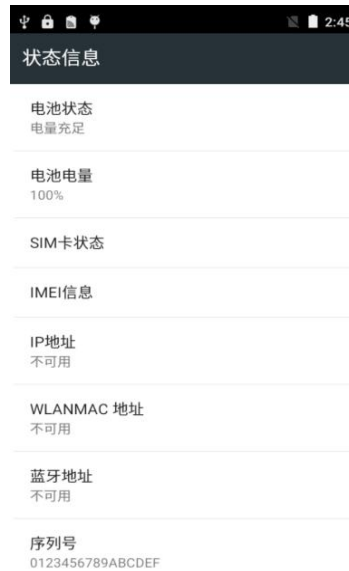 2:45
状态信息
电池状态
电量充足
电池电量
100%
SIM卡状态
IMEI信息
IP地址
不可用
WLANMAC 地址
不可用
蓝牙地址
不可用
序列号
0123456789ABCDEF